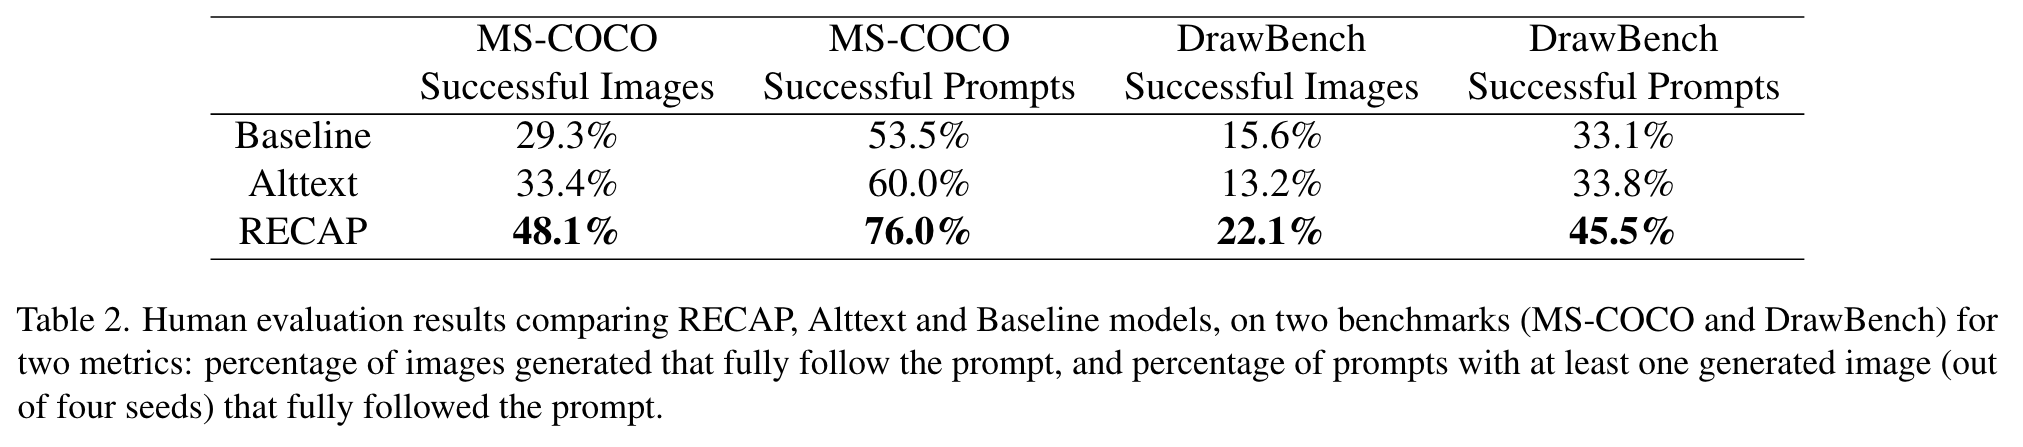 MS-COCO MS-COCO DrawBench DrawBench
Successful Images Successful Prompts Successful Images Successful Prompts
Baseline 29.3% 53.5% 15.6% 33.1%
Alttext 33.4% 60.0% 13.2% 33.8%
RECAP 48.1% 76.0% 22.1% 45.5%
Table 2. Human evaluation results comparing RECAP, Alttext and Baseline models, on two benchmarks (MS-COCO and DrawBench) for
two metrics: percentage of images generated that fully follow the prompt, and percentage of prompts with at least one generated image (out
of four seeds) that fully followed the prompt.